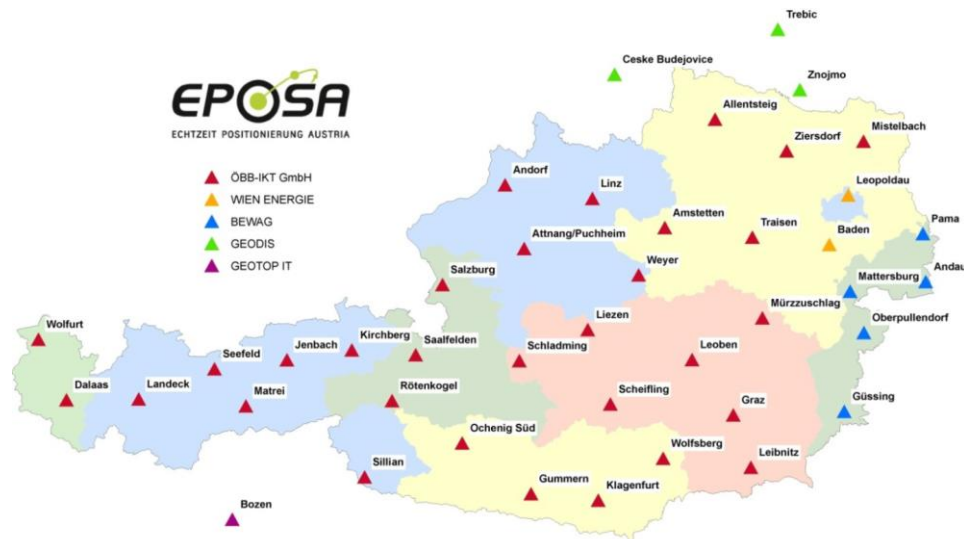 EPOSA
ECHTZEIT POSITIONIERUNG AUSTRIA
ÖBB-IKT GmbH
WIEN ENERGIE
BEWAG
GEODIS
GEOTOP IT
Trebic
Ceske Budejovice
Znojmo
Allentsteig
Ziersdorf
Mistelbach
Andorf
Linz
Leopoldau
Amstetten
Traisen
Baden
Pama
Attnang/Puchheim
Weyer
Salzburg
Mattersburg
Andau
Mürzzuschlag
Oberpullendorf
Wolfurt
Liezen
Kirchberg
Saalfelden
Jenbach
Seefeld
Schladming
Leoben
Dalaas
Landeck
Matrei
Rötenkogel
Scheifling
Graz
Güssing
Ochenig Süd
Wolfsberg
Leibnitz
Sillian
Gummern
Klagenfurt
Bozen